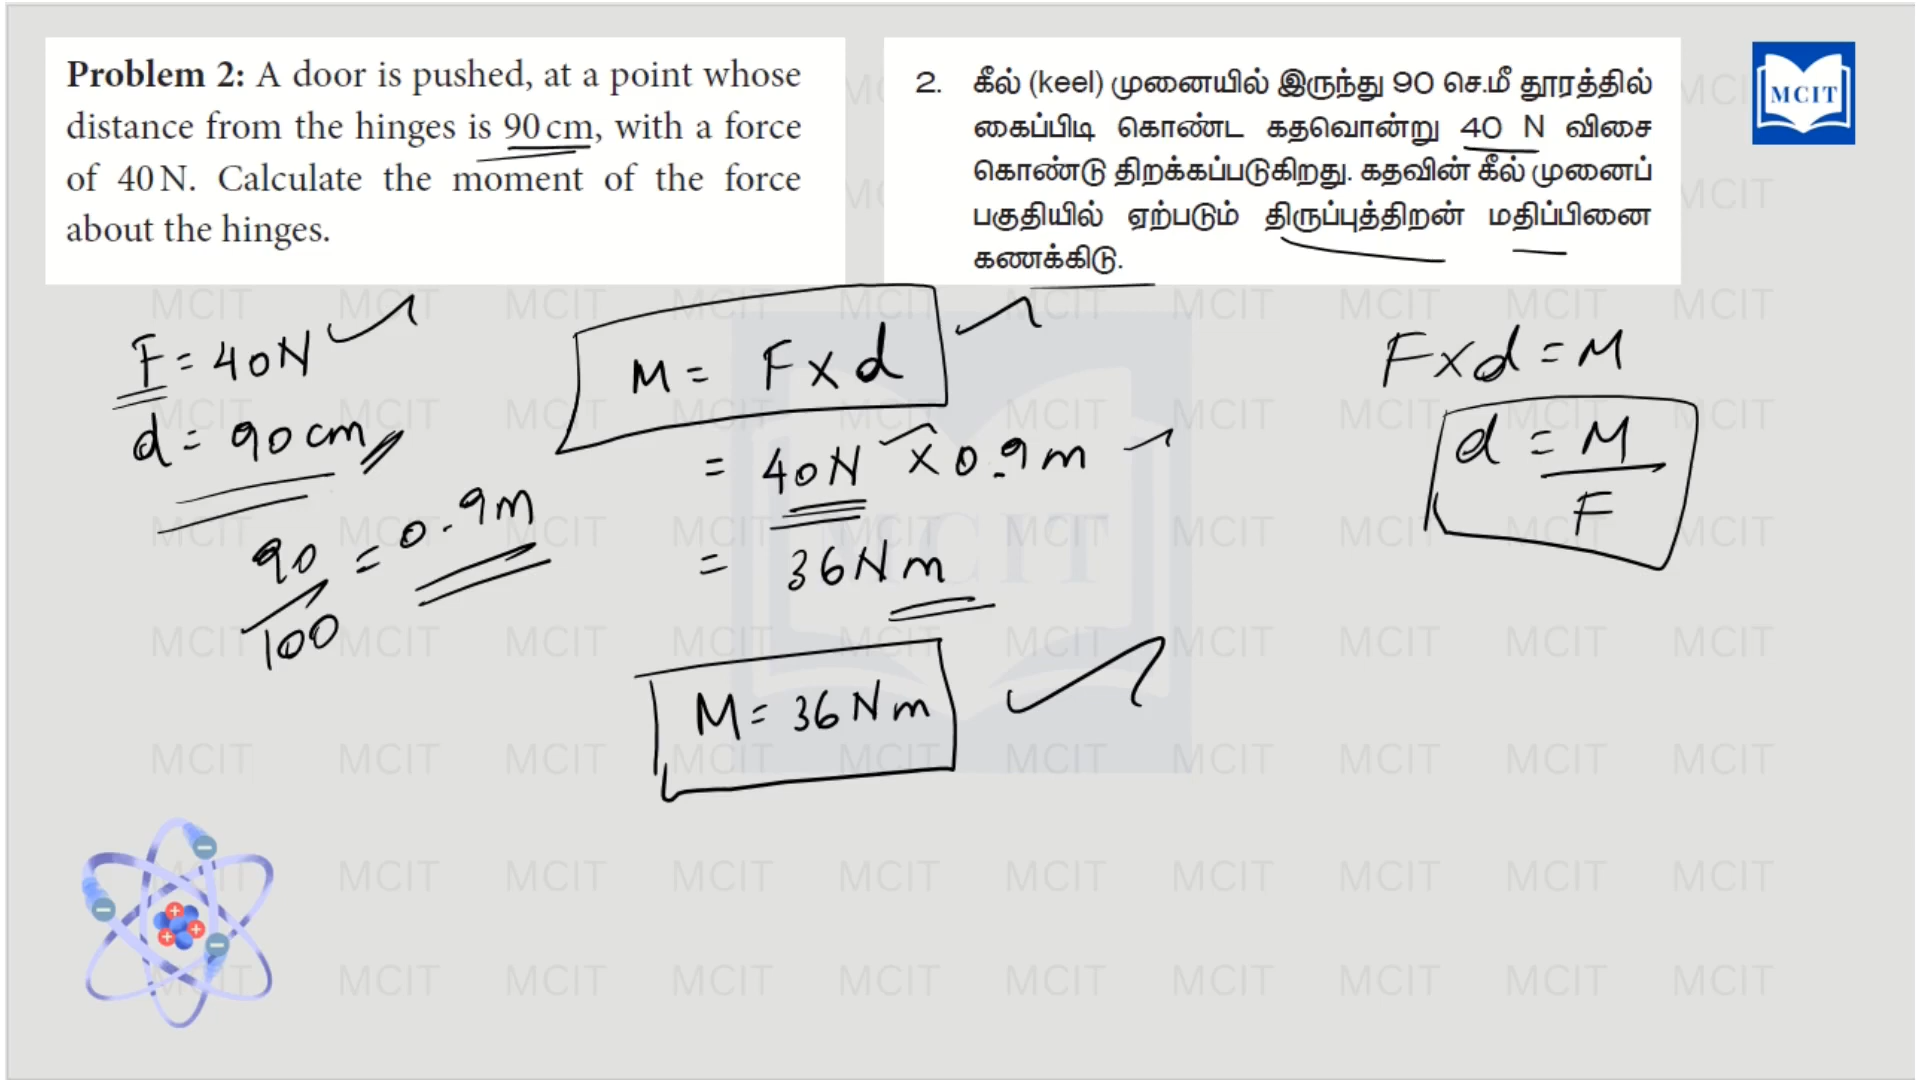 Problem 2: A door is pushed, at a point whose
distance from the hinges is 90 cm, with a force
of 40 N. Calculate the moment of the force
about the hinges.
2. கீல் (keel) முனையில் இருந்து 90 செ.மீ தூரத்தில்
கைப்பிடி கொண்ட கதவொன்று 40 N விசை
கொண்டு திறக்கப்படுகிறது. கதவின் கீல் முனைப்
பகுதியில் ஏற்படும் திருப்புத்திறன் மதிப்பினை
கணக்கிடு.
MCIT
F = 40N
d = 90 cm
90/100 = 0.9m
M = F x d
= 40N x 0.9m
= 36 Nm
M = 36 Nm
F x d = M
d = M/F